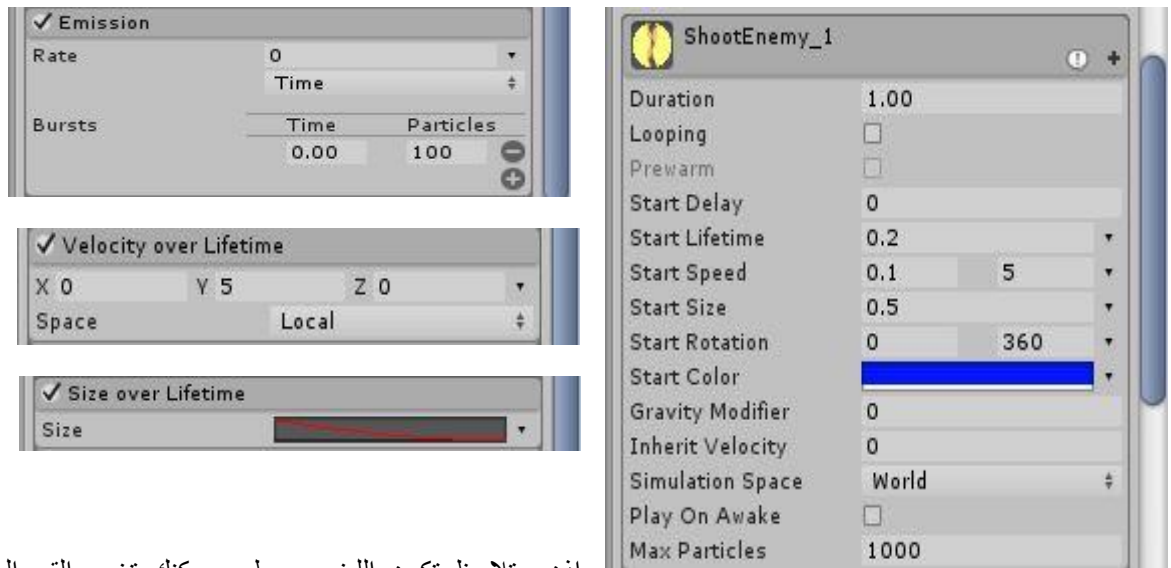 Emission
Rate 0
Time
Bursts Time Particles
0.00 100
Velocity over Lifetime
X 0 Y 5 Z 0
Space Local
Size over Lifetime
Size
ShootEnemy_1
Duration 1.00
Looping
Prewarm
Start Delay 0
Start Lifetime 0.2
Start Speed 0.1 5
Start Size 0.5
Start Rotation 0 360
Start Color
Gravity Modifier 0
Inherit Velocity 0
Simulation Space World
Play On Awake
Max Particles 1000